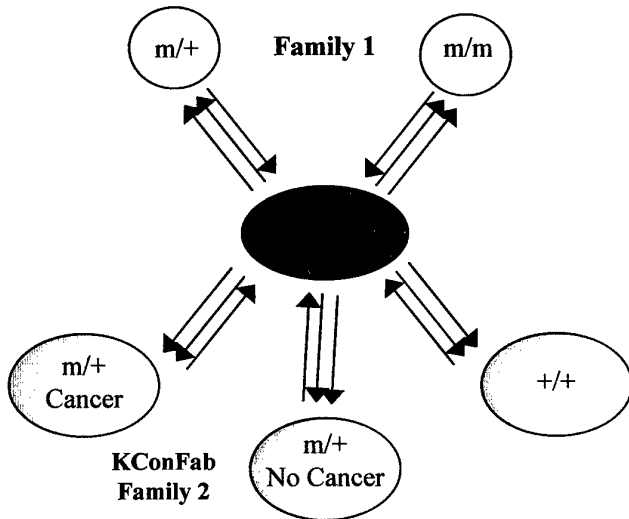 m/+
Family 1
m/m
m/+
Cancer
+/+
m/+
No Cancer
KConFab
Family 2